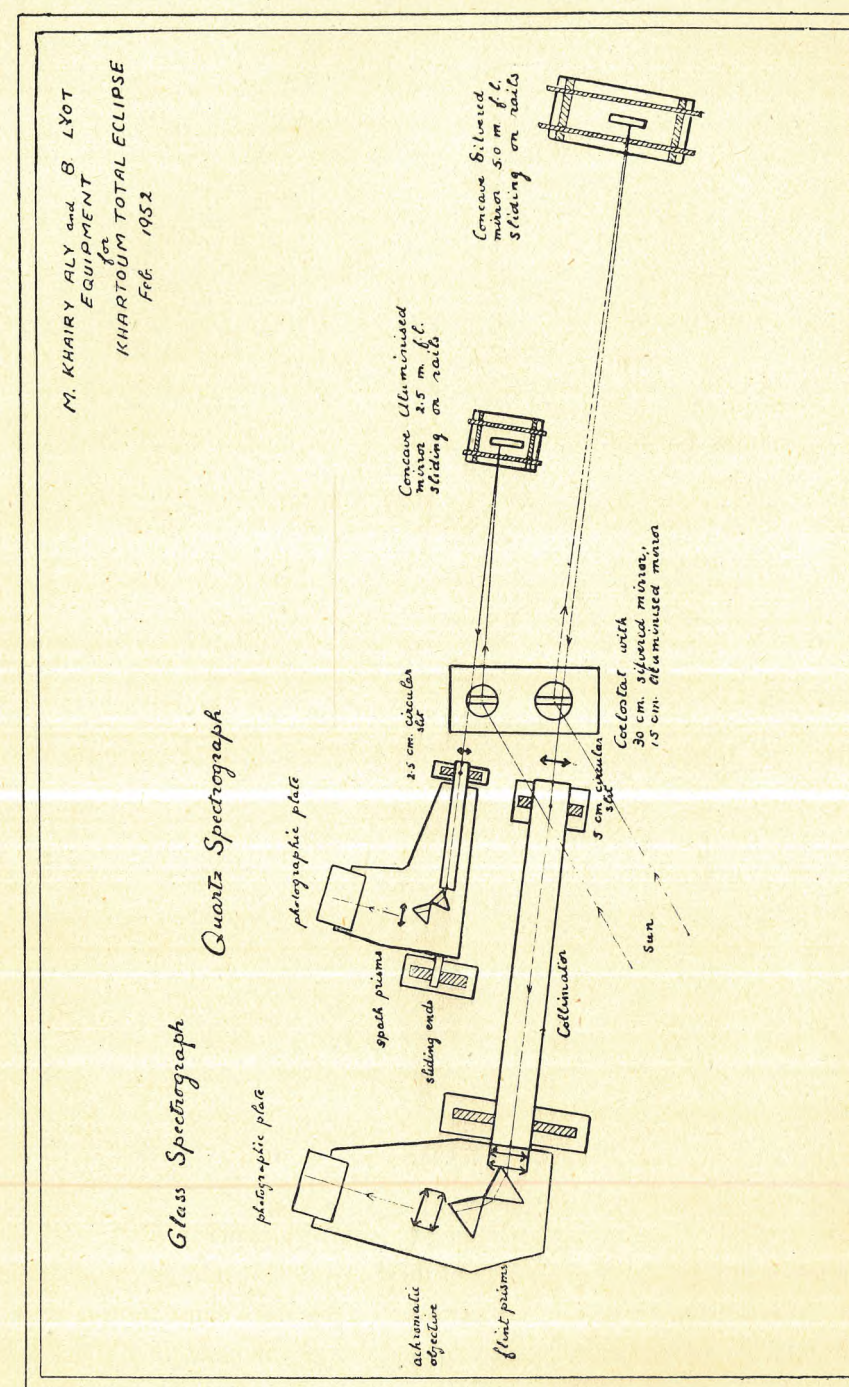 M. KHAIRY ALY and B. LYOT
EQUIPMENT
for
KHARTOUM TOTAL ECLIPSE
Feb. 1952
Concave Silvered
mirror 5.0 m f.l.
sliding on rails
Concave Aluminised
mirror 2.5 m. f.l.
sliding on rails
Coelostat with
30 cm. silvered mirror,
15 cm. Aluminised mirror
2.5 cm. circular
slit
5 cm circular
slit
Sun
Quartz Spectrograph
photographic plate
spath prisms
sliding ends
Collimator
Glass Spectrograph
photographic plate
achromatic
objective
flint prisms